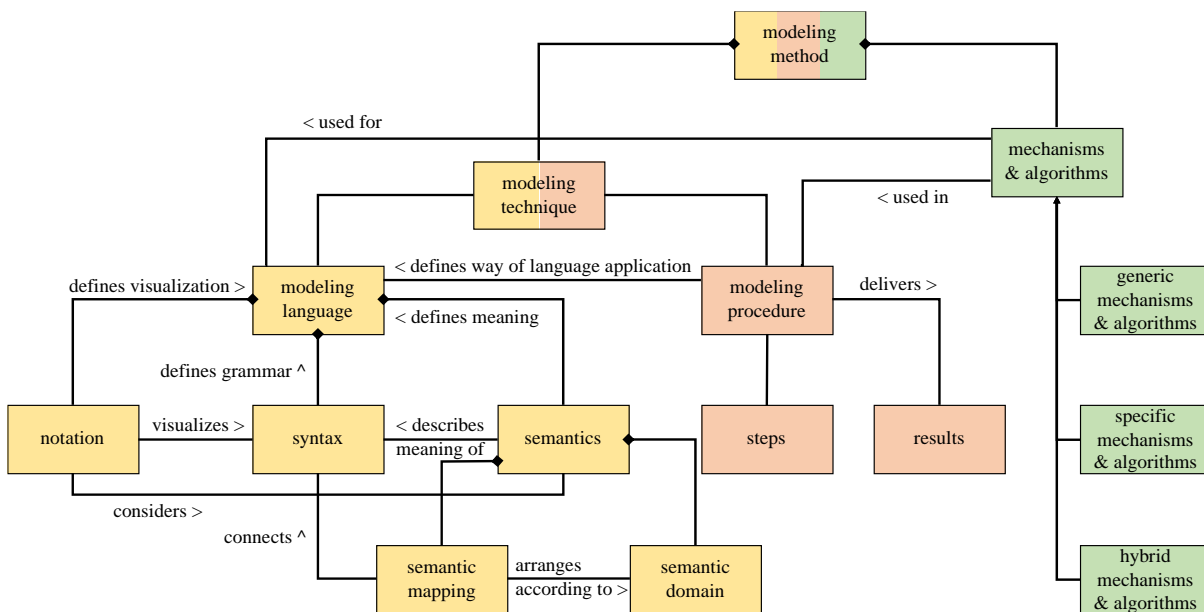 modeling
method
< used for
mechanisms
& algorithms
modeling
technique
< used in
defines visualization >
modeling
language
< defines way of language application
< defines meaning
modeling
procedure
delivers >
generic
mechanisms
& algorithms
defines grammar ^
notation
visualizes >
syntax
< describes
meaning of
semantics
steps
results
specific
mechanisms
& algorithms
considers >
connects ^
semantic
mapping
arranges
according to >
semantic
domain
hybrid
mechanisms
& algorithms